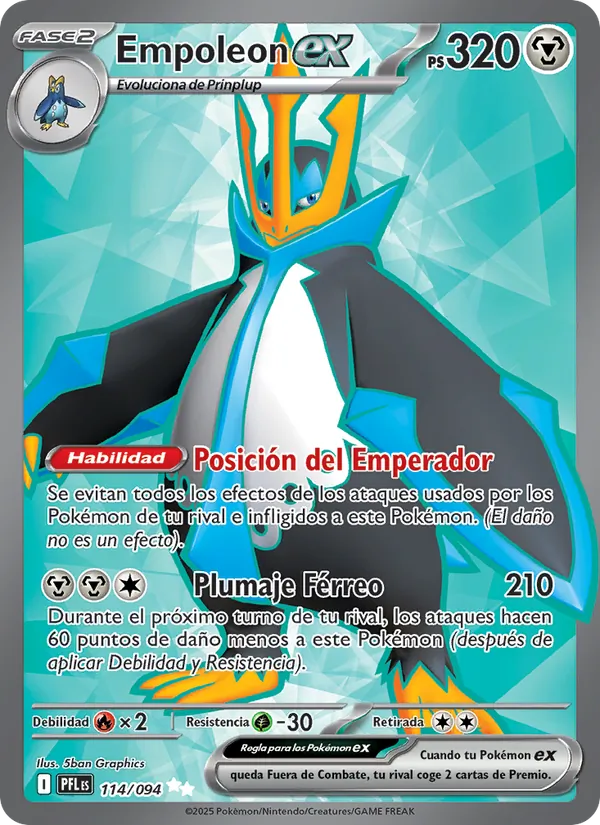 FASE 2 Empoleon ex PS 320
Evoluciona de Prinplup
Habilidad Posición del Emperador
Se evitan todos los efectos de los ataques usados por los
Pokémon de tu rival e infligidos a este Pokémon. (El daño
no es un efecto).
Plumaje Férreo 210
Durante el próximo turno de tu rival, los ataques hacen
60 puntos de daño menos a este Pokémon (después de
aplicar Debilidad y Resistencia).
Debilidad ×2 Resistencia -30 Retirada
Regla para los Pokémon ex Cuando tu Pokémon ex
queda Fuera de Combate, tu rival coge 2 cartas de Premio.
Ilus. 5ban Graphics
I PFL ES 114/094
©2025 Pokémon/Nintendo/Creatures/GAME FREAK